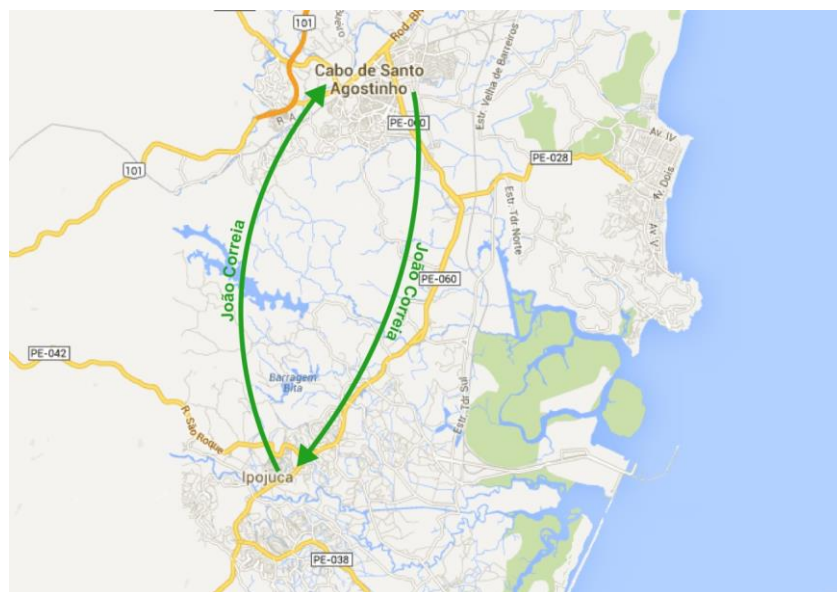 101
Rod. BR
Cabo de Santo
Agostinho
R. A
PE-060
Estr. Velha de Barreiros
Av. IV
PE-028
101
Av. Dois
Estr. Tdr Norte
Av. V
João Correia
João Correia
PE-060
PE-042
Barragem
Bita
Estr. Tdr Sul
R. São Roque
Ipojuca
PE-038